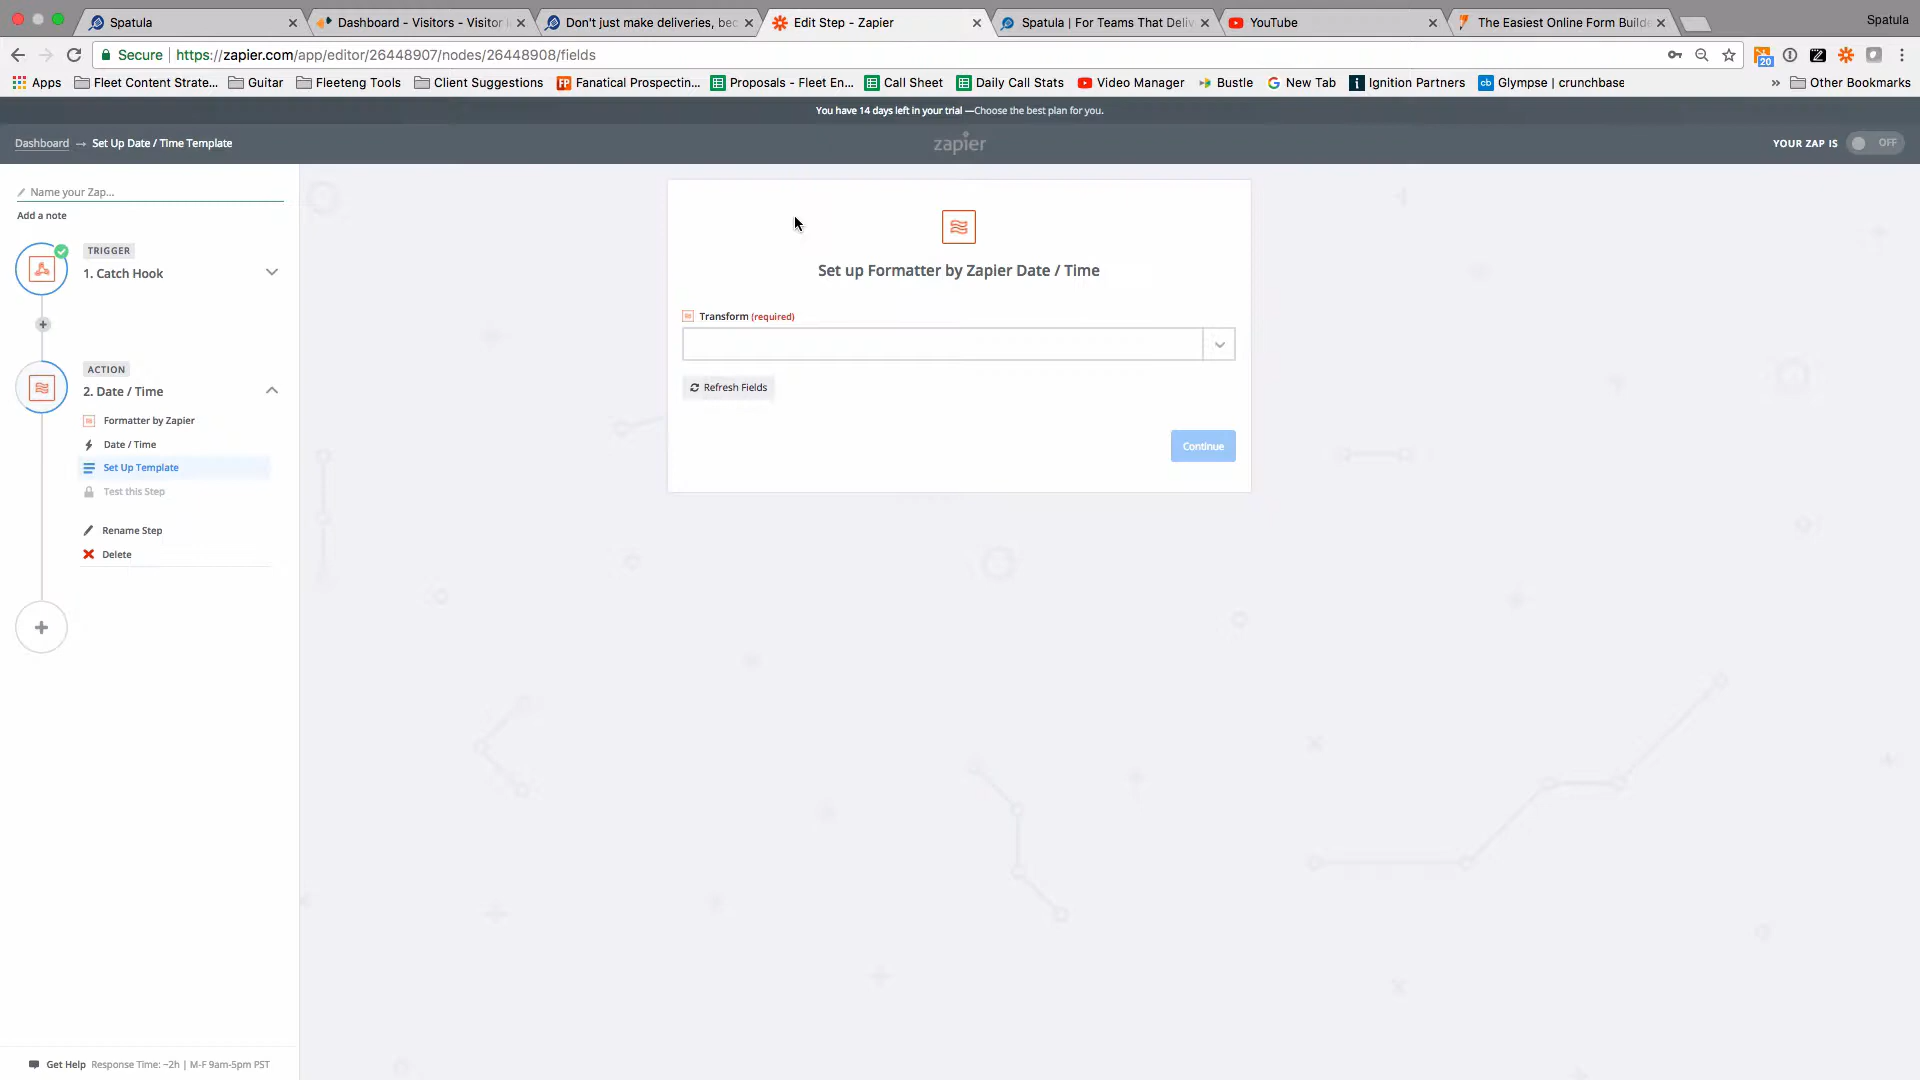 Spatula
Dashboard - Visitors - Visitor
Don't just make deliveries, bec
Edit Step - Zapier
Spatula | For Teams That Deliv
YouTube
The Easiest Online Form Builde
Spatula
Secure https://zapier.com/app/editor/26448907/nodes/26448908/fields
20
Apps
Fleet Content Strate...
Guitar
Fleeteng Tools
Client Suggestions
FP Fanatical Prospectin...
Proposals - Fleet En...
Call Sheet
Daily Call Stats
Video Manager
Bustle
New Tab
Ignition Partners
cb Glympse | crunchbase
»
Other Bookmarks
You have 14 days left in your trial —Choose the best plan for you.
Dashboard → Set Up Date / Time Template
zapier
YOUR ZAP IS OFF
Name your Zap...
Add a note
TRIGGER
1. Catch Hook
ACTION
2. Date / Time
Formatter by Zapier
Date / Time
Set Up Template
Test this Step
Rename Step
Delete
Set up Formatter by Zapier Date / Time
Transform (required)
Refresh Fields
Continue
Get Help Response Time: ~2h | M-F 9am-5pm PST